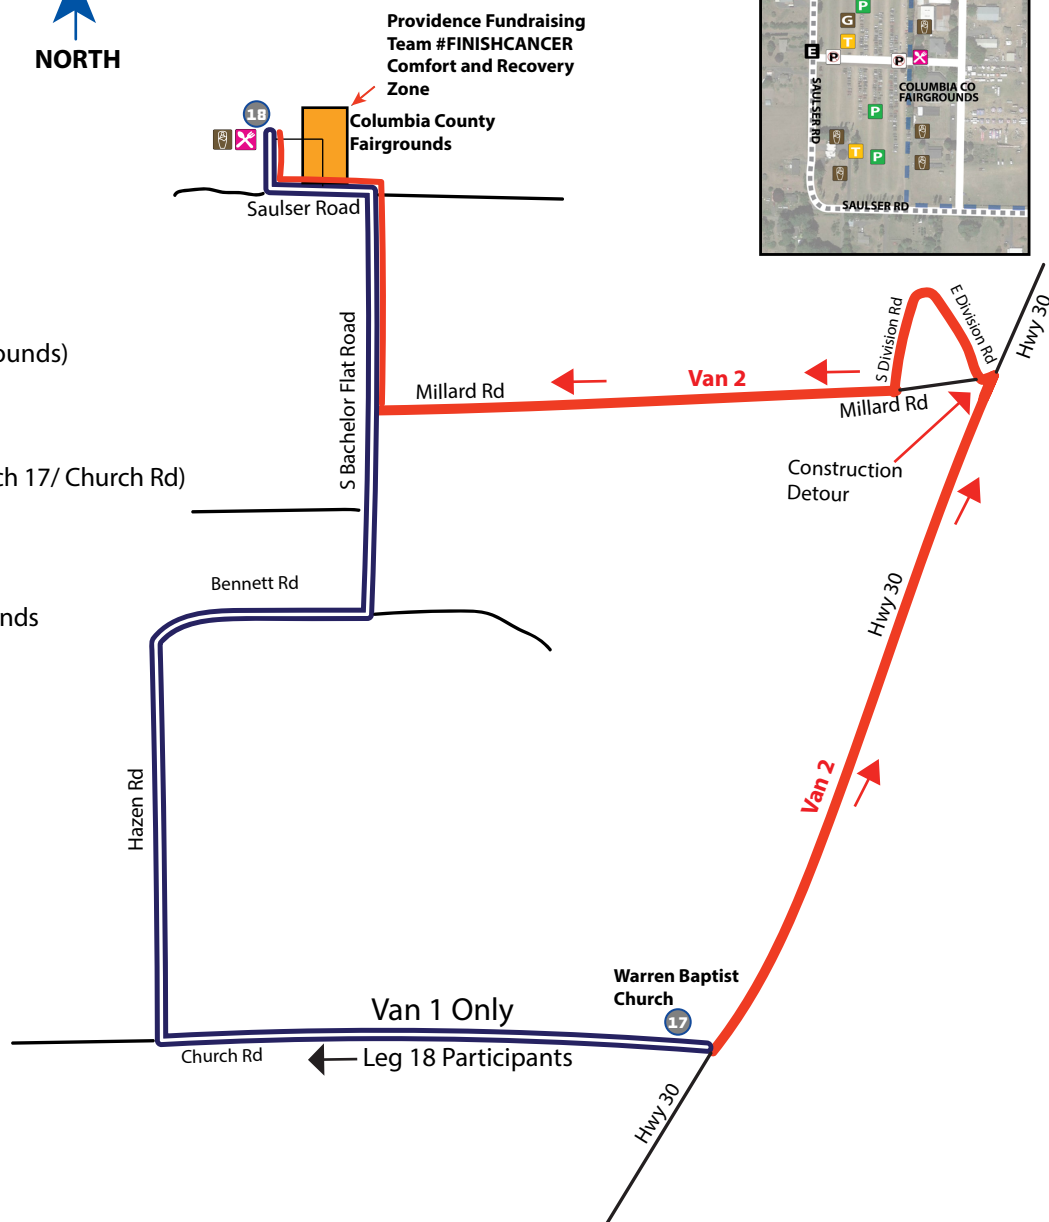 NORTH
Providence Fundraising
Team #FINISHCANCER
Comfort and Recovery
Zone
18
Columbia County
Fairgrounds
Saulser Road
P
G
T
E
P
P
COLUMBIA CO
FAIRGROUNDS
SAULSER RD
P
T
P
SAULSER RD
ounds)
S Division Rd
E Division Rd
Hwy 30
Van 2
Millard Rd
Millard Rd
S Bachelor Flat Road
Construction
Detour
ch 17/ Church Rd)
Bennett Rd
nds
Hwy 30
Hazen Rd
Van 2
Warren Baptist
Church
17
Van 1 Only
Church Rd
Leg 18 Participants
Hwy 30